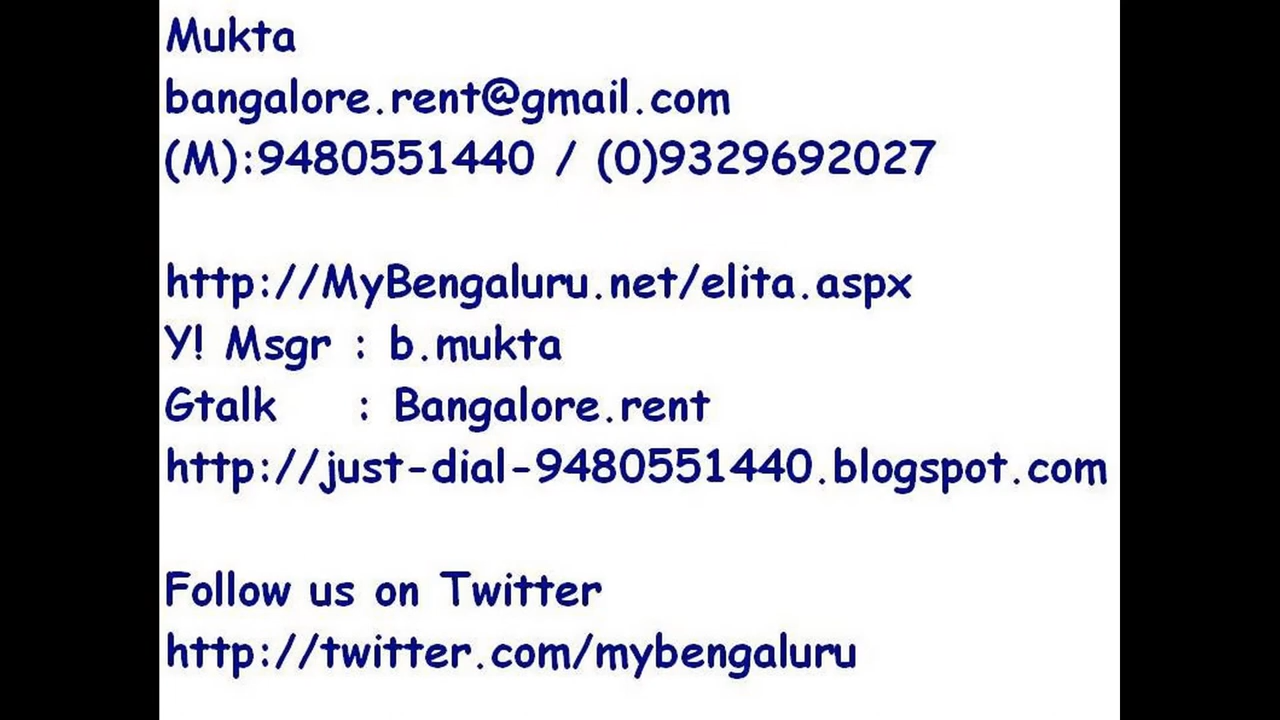 Mukta
bangalore.rent@gmail.com
(M):9480551440 / (0)9329692027
http://MyBengaluru.net/elita.aspx
Y! Msgr : b.mukta
Gtalk : Bangalore.rent
http://just-dial-9480551440.blogspot.com
Follow us on Twitter
http://twitter.com/mybengaluru